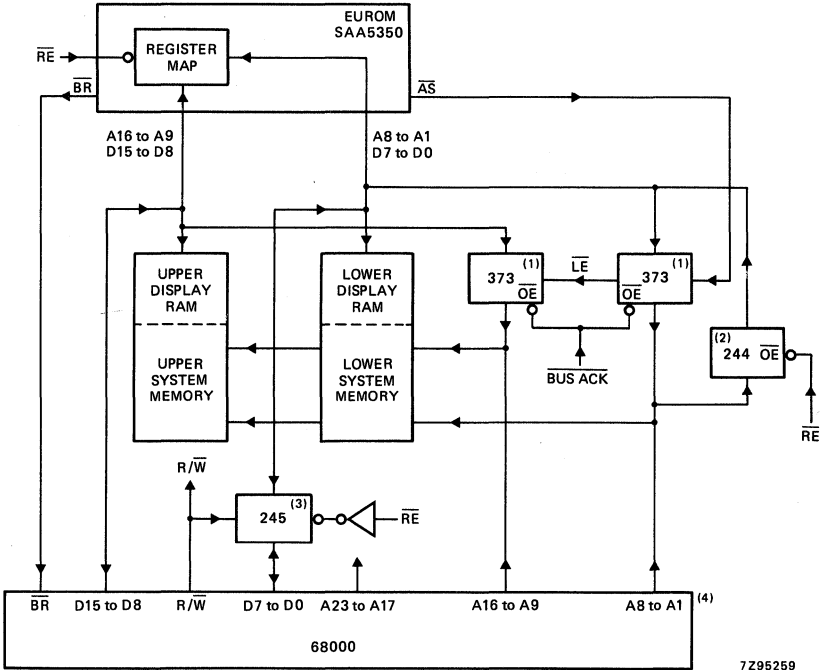 EUROM
SAA5350
REGISTER
MAP
RE
BR
AS
A16 to A9
D15 to D8
A8 to A1
D7 to D0
UPPER
DISPLAY
RAM
UPPER
SYSTEM
MEMORY
LOWER
DISPLAY
RAM
LOWER
SYSTEM
MEMORY
(1)
373
OE
LE
(1)
373
OE
BUS ACK
(2)
244 OE
RE
R/W
(3)
245
RE
BR
D15 to D8
R/W
D7 to D0
A23 to A17
A16 to A9
A8 to A1
(4)
68000
7Z95259